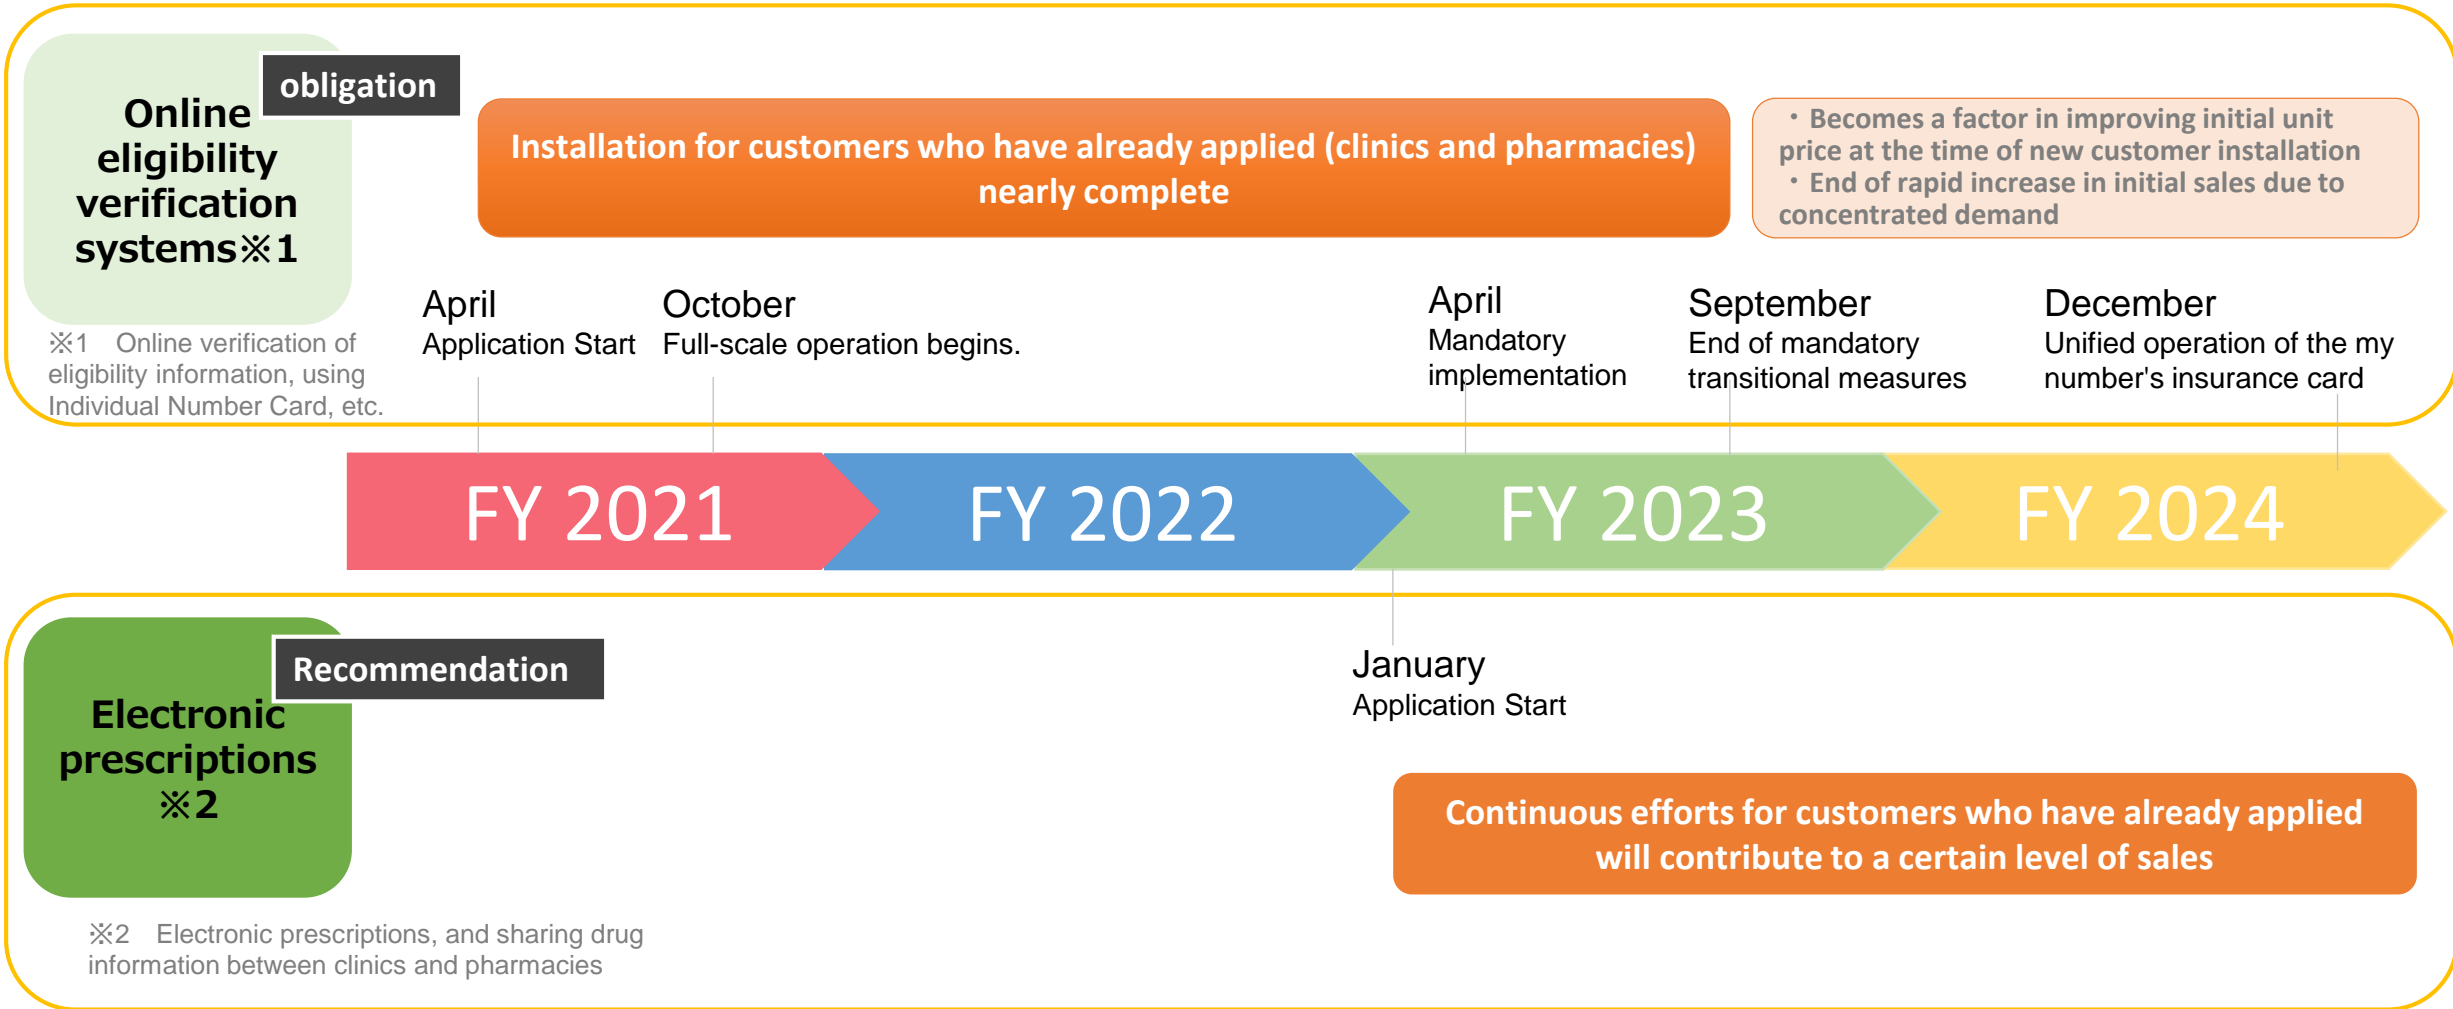 obligation
Online
eligibility
verification
systems※1
Installation for customers who have already applied (clinics and pharmacies)
nearly complete
・Becomes a factor in improving initial unit
price at the time of new customer installation
・End of rapid increase in initial sales due to
concentrated demand
※1 Online verification of
eligibility information, using
Individual Number Card, etc.
April
Application Start
October
Full-scale operation begins.
April
Mandatory
implementation
September
End of mandatory
transitional measures
December
Unified operation of the my
number's insurance card
FY 2021
FY 2022
FY 2023
FY 2024
Recommendation
Electronic
prescriptions
※2
January
Application Start
Continuous efforts for customers who have already applied
will contribute to a certain level of sales
※2 Electronic prescriptions, and sharing drug
information between clinics and pharmacies